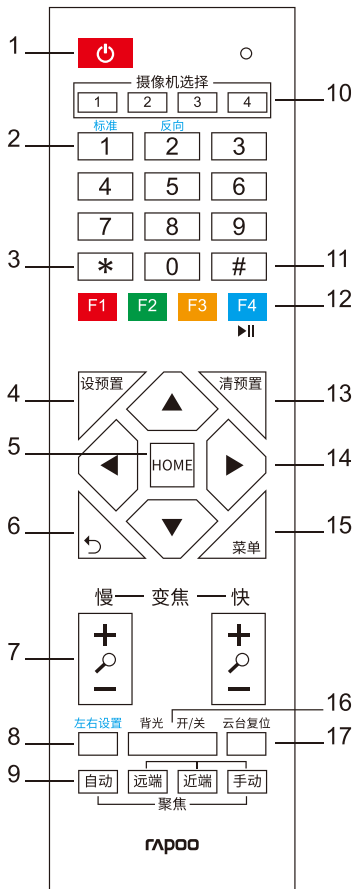 1
摄像机选择
1 2 3 4
10
标准 反向
2
1 2 3
4 5 6
7 8 9
3
* 0 #
11
F1 F2 F3 F4
12
4
设预置 清预置
13
5
HOME
14
6
菜单
15
慢 变焦 快
7
+ +
- -
16
左右设置 背光 开/关 云台复位
8
17
9
自动 远端 近端 手动
聚焦
rapoo